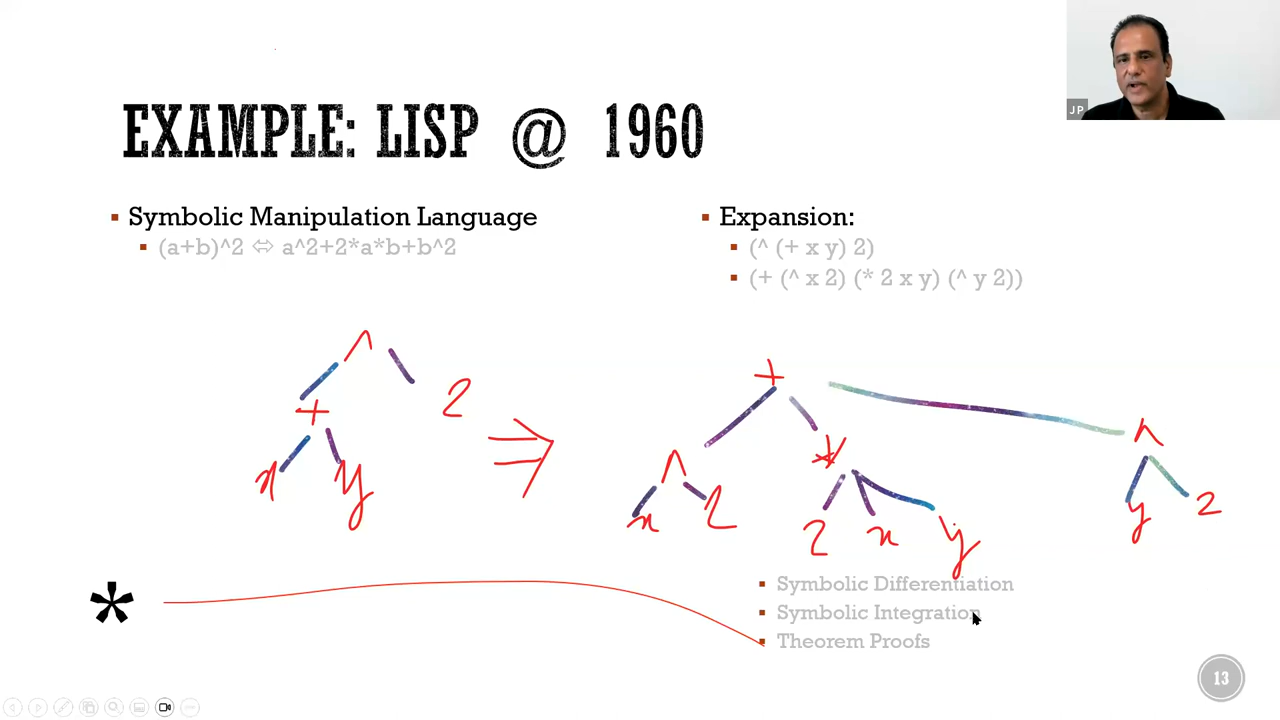 JP
EXAMPLE: LISP @ 1960
Symbolic Manipulation Language
(a+b)^2 ⇔ a^2+2*a*b+b^2
Expansion:
(^ (+ x y) 2)
(+ (^ x 2) (* 2 x y) (^ y 2))
^
+ 2
x y
⇒
+
^ * ^
x 2 2 x y y 2
*
Symbolic Differentiation
Symbolic Integration
Theorem Proofs
13